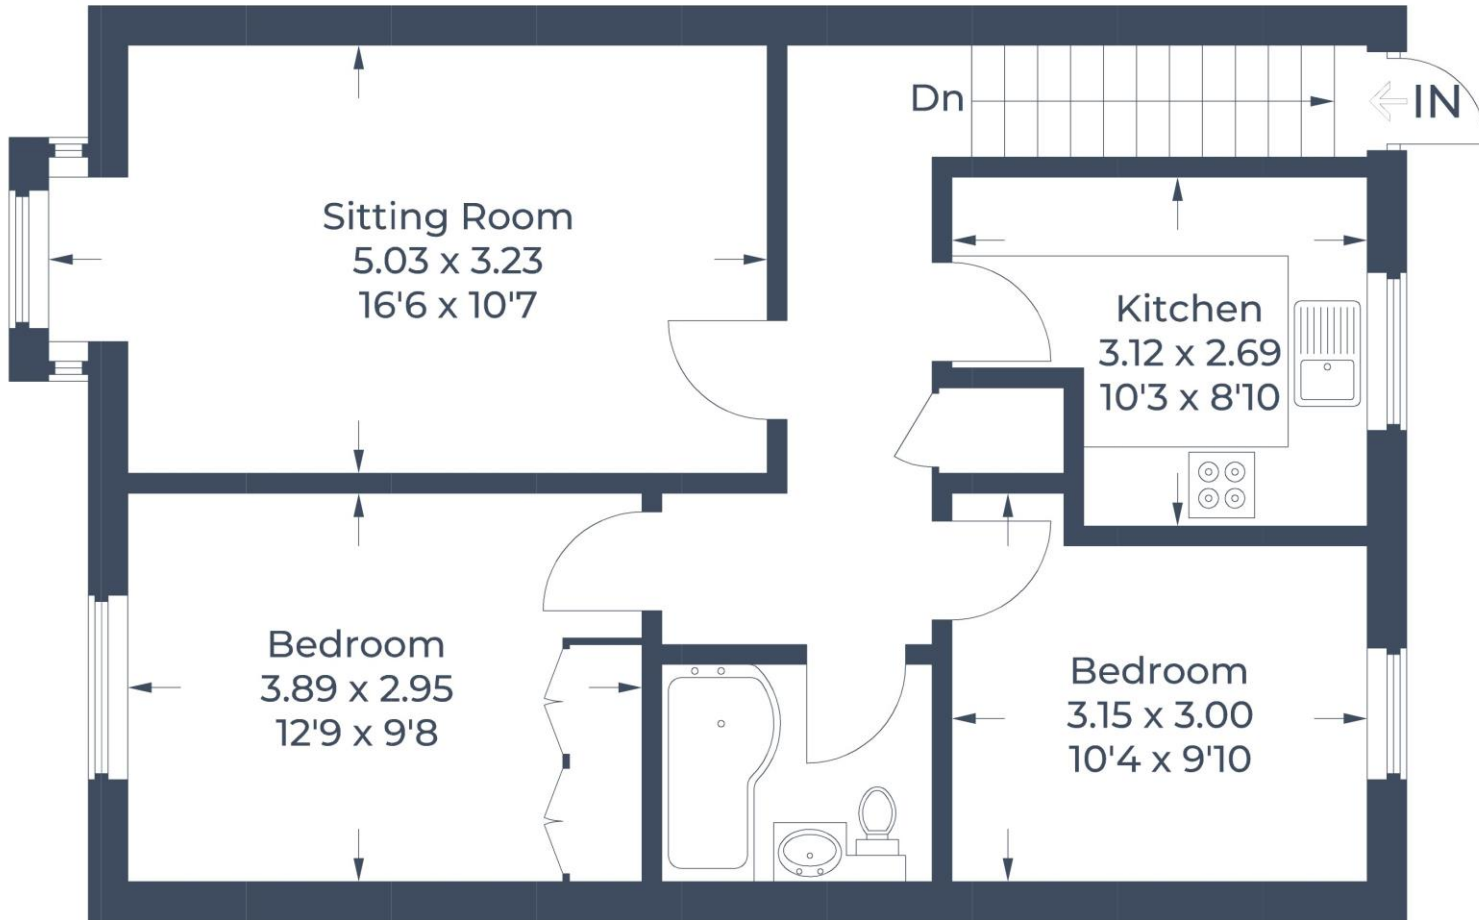 Dn
IN
Sitting Room
5.03 x 3.23
16'6 x 10'7
Kitchen
3.12 x 2.69
10'3 x 8'10
Bedroom
3.89 x 2.95
12'9 x 9'8
Bedroom
3.15 x 3.00
10'4 x 9'10